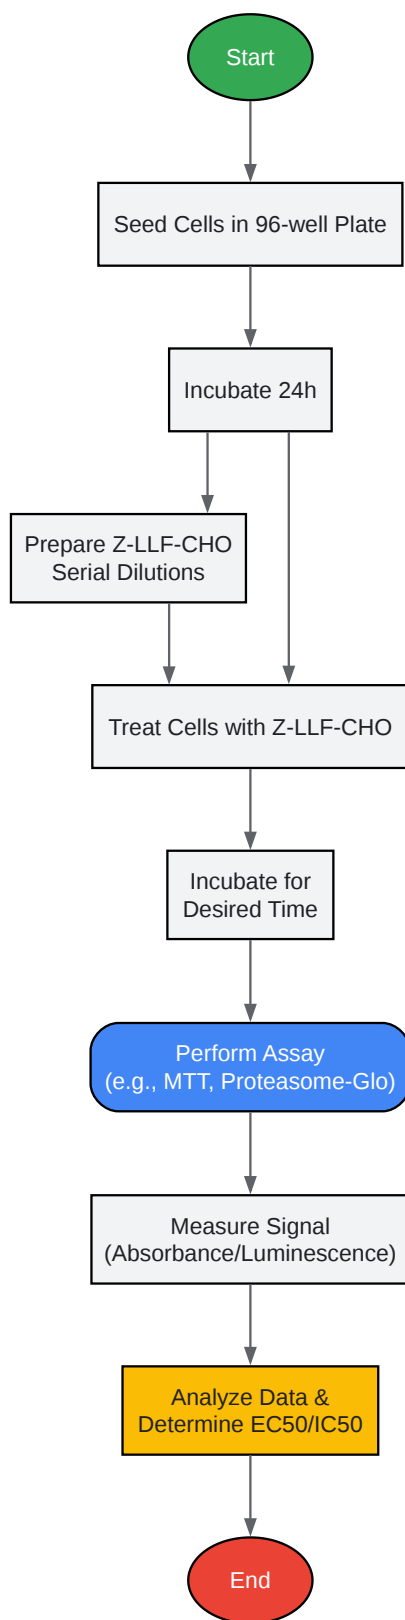 Start
Seed Cells in 96-well Plate
Incubate 24h
Prepare Z-LLF-CHO
Serial Dilutions
Treat Cells with Z-LLF-CHO
Incubate for
Desired Time
Perform Assay
(e.g., MTT, Proteasome-Glo)
Measure Signal
(Absorbance/Luminescence)
Analyze Data &
Determine EC50/IC50
End